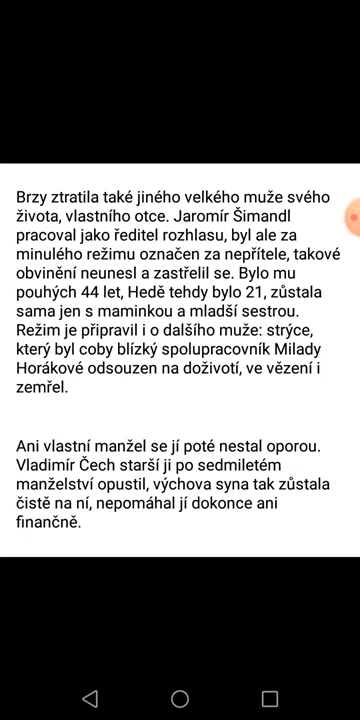 Brzy ztratila také jiného velkého muže svého
života, vlastního otce. Jaromír Šimandl
pracoval jako ředitel rozhlasu, byl ale za
minulého režimu označen za nepřítele, takové
obvinění neunesl a zastřelil se. Bylo mu
pouhých 44 let, Hedě tehdy bylo 21, zůstala
sama jen s maminkou a mladší sestrou.
Režim je připravil i o dalšího muže: strýce,
který byl coby blízký spolupracovník Milady
Horákové odsouzen na doživotí, ve vězení i
zemřel.
Ani vlastní manžel se jí poté nestal oporou.
Vladimír Čech starší ji po sedmiletém
manželství opustil, výchova syna tak zůstala
čistě na ní, nepomáhal jí dokonce ani
finančně.